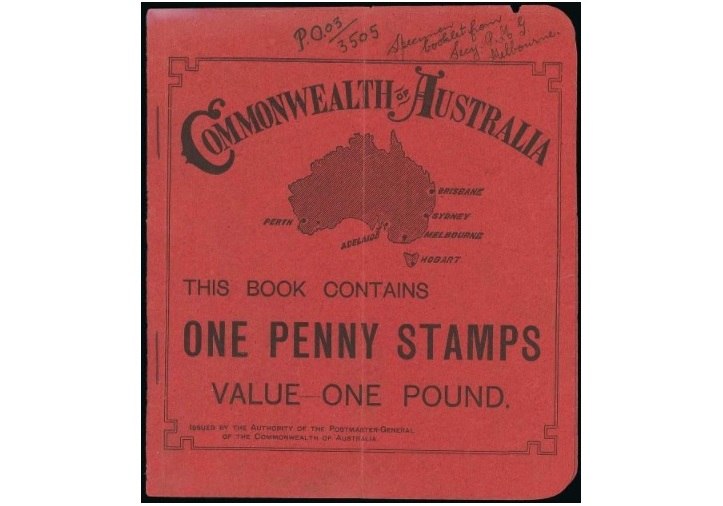 P.O.03/3505
Specimen
booklet from
Secy. P.M.G
Melbourne.
COMMONWEALTH OF AUSTRALIA
BRISBANE
SYDNEY
PERTH
ADELAIDE
MELBOURNE
HOBART
THIS BOOK CONTAINS
ONE PENNY STAMPS
VALUE—ONE POUND.
ISSUED BY THE AUTHORITY OF THE POSTMASTER-GENERAL
OF THE COMMONWEALTH OF AUSTRALIA